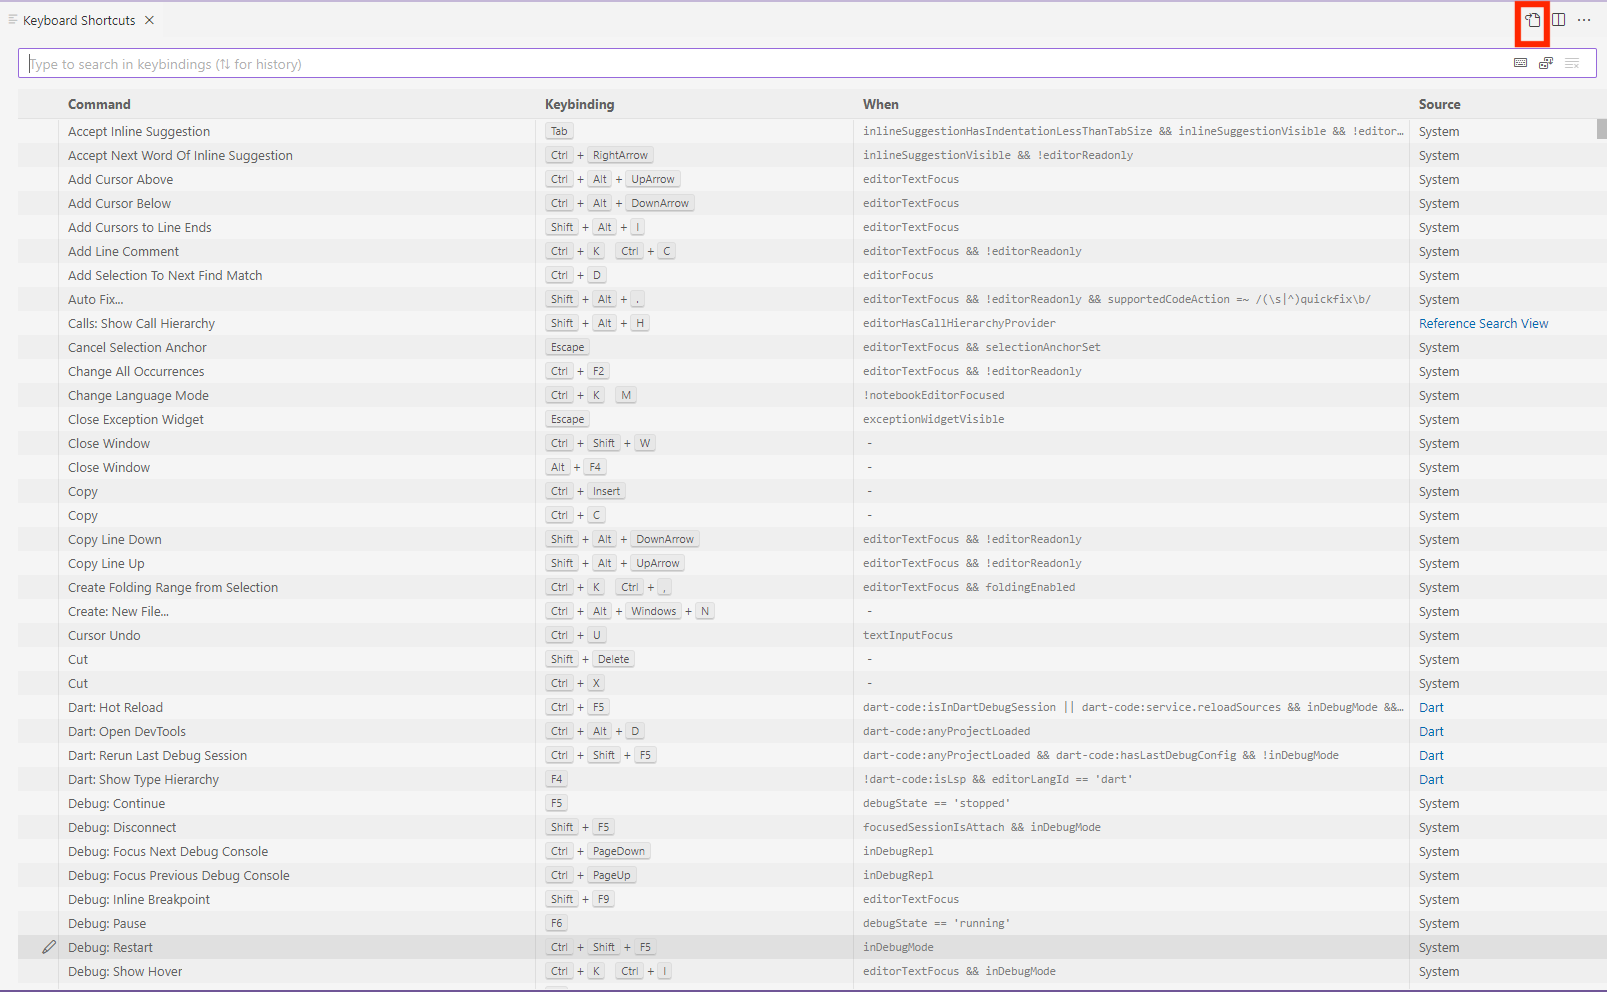 Keyboard Shortcuts
Type to search in keybindings (⇅ for history)
Command Keybinding When Source
Accept Inline Suggestion Tab inlineSuggestionHasIndentationLessThanTabSize && inlineSuggestionVisible && !editor… System
Accept Next Word Of Inline Suggestion Ctrl + RightArrow inlineSuggestionVisible && !editorReadonly System
Add Cursor Above Ctrl + Alt + UpArrow editorTextFocus System
Add Cursor Below Ctrl + Alt + DownArrow editorTextFocus System
Add Cursors to Line Ends Shift + Alt + I editorTextFocus System
Add Line Comment Ctrl + K Ctrl + C editorTextFocus && !editorReadonly System
Add Selection To Next Find Match Ctrl + D editorFocus System
Auto Fix... Shift + Alt + . editorTextFocus && !editorReadonly && supportedCodeAction =~ /(\s|^)quickfix\b/ System
Calls: Show Call Hierarchy Shift + Alt + H editorHasCallHierarchyProvider Reference Search View
Cancel Selection Anchor Escape editorTextFocus && selectionAnchorSet System
Change All Occurrences Ctrl + F2 editorTextFocus && !editorReadonly System
Change Language Mode Ctrl + K M !notebookEditorFocused System
Close Exception Widget Escape exceptionWidgetVisible System
Close Window Ctrl + Shift + W - System
Close Window Alt + F4 - System
Copy Ctrl + Insert - System
Copy Ctrl + C - System
Copy Line Down Shift + Alt + DownArrow editorTextFocus && !editorReadonly System
Copy Line Up Shift + Alt + UpArrow editorTextFocus && !editorReadonly System
Create Folding Range from Selection Ctrl + K Ctrl + , editorTextFocus && foldingEnabled System
Create: New File... Ctrl + Alt + Windows + N - System
Cursor Undo Ctrl + U textInputFocus System
Cut Shift + Delete - System
Cut Ctrl + X - System
Dart: Hot Reload Ctrl + F5 dart-code:isInDartDebugSession || dart-code:service.reloadSources && inDebugMode &&… Dart
Dart: Open DevTools Ctrl + Alt + D dart-code:anyProjectLoaded Dart
Dart: Rerun Last Debug Session Ctrl + Shift + F5 dart-code:anyProjectLoaded && dart-code:hasLastDebugConfig && !inDebugMode Dart
Dart: Show Type Hierarchy F4 !dart-code:isLsp && editorLangId == 'dart' Dart
Debug: Continue F5 debugState == 'stopped' System
Debug: Disconnect Shift + F5 focusedSessionIsAttach && inDebugMode System
Debug: Focus Next Debug Console Ctrl + PageDown inDebugRepl System
Debug: Focus Previous Debug Console Ctrl + PageUp inDebugRepl System
Debug: Inline Breakpoint Shift + F9 editorTextFocus System
Debug: Pause F6 debugState == 'running' System
Debug: Restart Ctrl + Shift + F5 inDebugMode System
Debug: Show Hover Ctrl + K Ctrl + I editorTextFocus && inDebugMode System